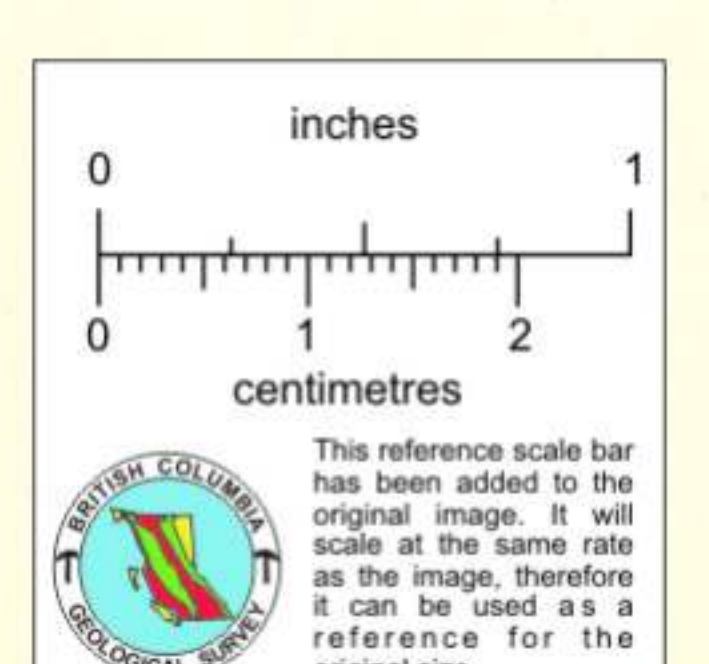 inches
0 1
0 1 2
centimetres
BRITISH COLUMBIA
GEOLOGICAL SURVEY
This reference scale bar
has been added to the
original image. It will
scale at the same rate
as the image, therefore
it can be used as a
reference for the